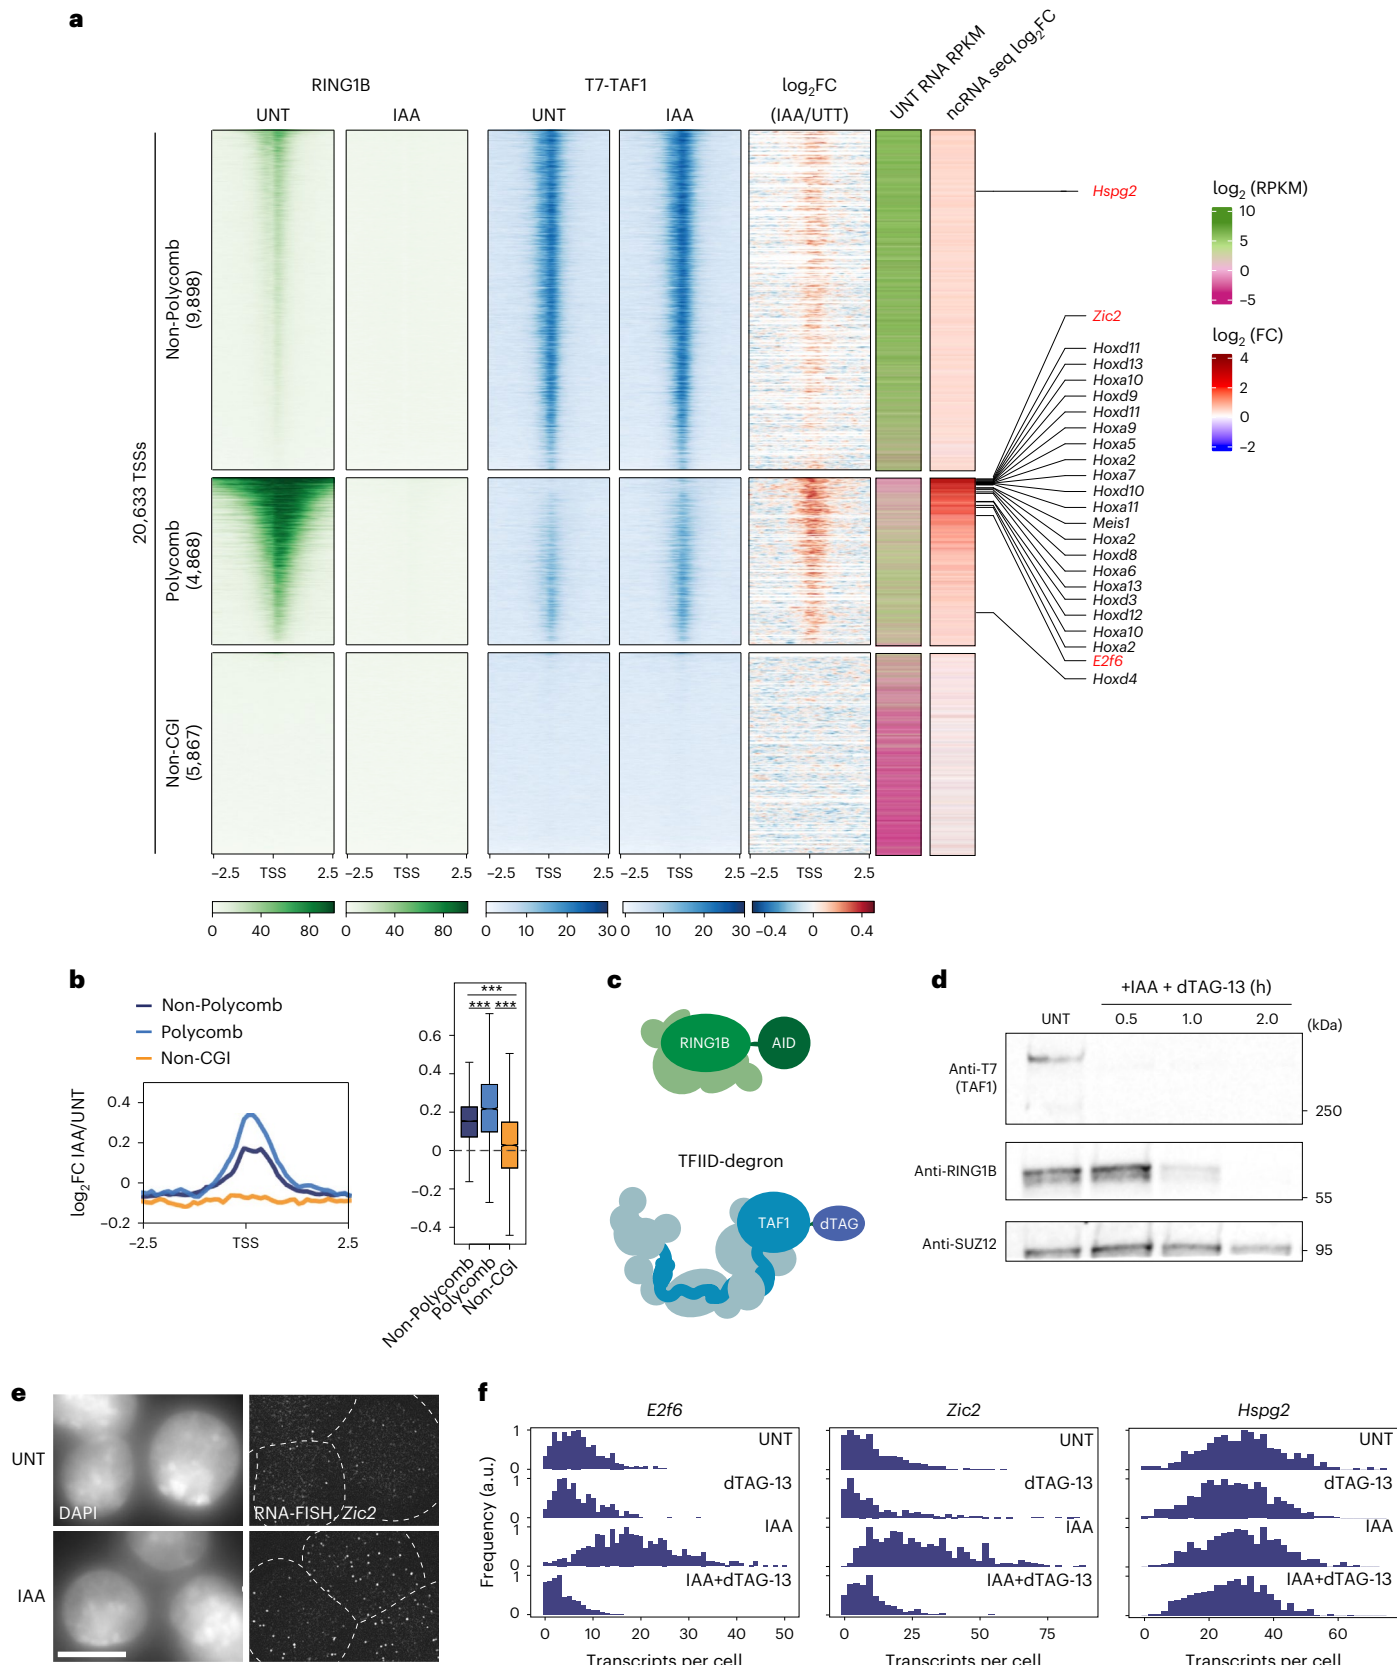 a
RING1B
T7-TAF1
log2FC
(IAA/UTT)
UNT RNA RPKM
ncRNA seq log2FC
UNT
IAA
UNT
IAA
20,633 TSSs
Non-Polycomb
(9,898)
Polycomb
(4,868)
Non-CGI
(5,867)
Hspg2
Zic2
Hoxd11
Hoxd13
Hoxa10
Hoxd9
Hoxd11
Hoxa9
Hoxa5
Hoxa2
Hoxa7
Hoxd10
Hoxa11
Meis1
Hoxa2
Hoxd8
Hoxa6
Hoxa13
Hoxd3
Hoxd12
Hoxa10
Hoxa2
E2f6
Hoxd4
log2 (RPKM)
10
5
0
−5
log2 (FC)
4
2
0
−2
−2.5 TSS 2.5
−2.5 TSS 2.5
−2.5 TSS 2.5
−2.5 TSS 2.5
−2.5 TSS 2.5
0 40 80
0 40 80
0 10 20 30
0 10 20 30
−0.4 0 0.4
b
Non-Polycomb
Polycomb
Non-CGI
log2FC IAA/UNT
0.4
0.2
0
−0.2
−2.5 TSS 2.5
***
*** ***
0.6
0.4
0.2
0
−0.2
−0.4
Non-Polycomb
Polycomb
Non-CGI
c
RING1B
AID
TFIID-degron
TAF1
dTAG
d
+IAA + dTAG-13 (h)
UNT 0.5 1.0 2.0 (kDa)
Anti-T7
(TAF1)
250
Anti-RING1B
55
Anti-SUZ12
95
e
UNT
DAPI
RNA-FISH, Zic2
IAA
f
Frequency (a.u.)
E2f6
1
0
UNT
1
0
dTAG-13
1
0
IAA
1
0
IAA+dTAG-13
0 10 20 30 40 50
Transcripts per cell
Zic2
UNT
dTAG-13
IAA
IAA+dTAG-13
0 25 50 75
Transcripts per cell
Hspg2
UNT
dTAG-13
IAA
IAA+dTAG-13
0 20 40 60
Transcripts per cell